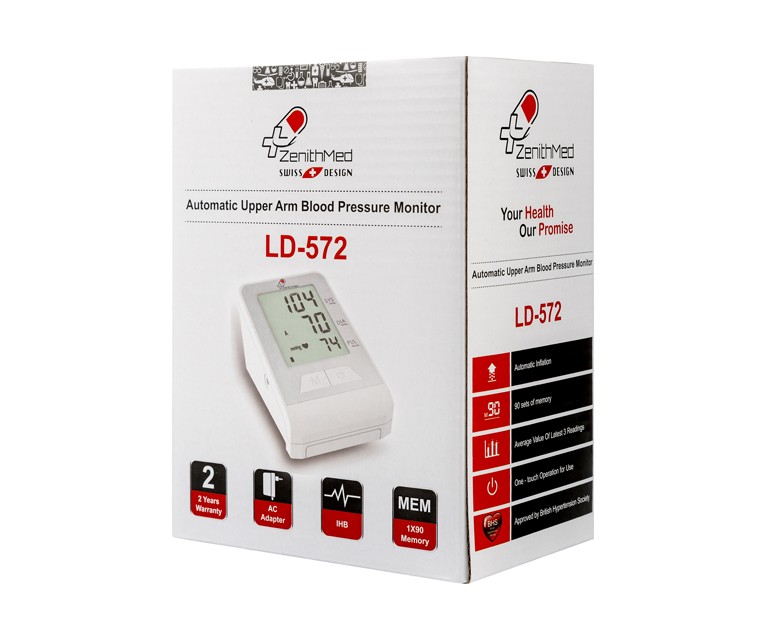 ZenithMed
SWISS DESIGN
Automatic Upper Arm Blood Pressure Monitor
LD-572
104
70
mmHg
74
M
2
2 Years
Warranty
AC
Adapter
IHB
MEM
1X90
Memory
ZenithMed
SWISS DESIGN
Your Health
Our Promise
Automatic Upper Arm Blood Pressure Monitor
LD-572
Automatic Inflation
M 90
90 sets of memory
Average Value Of Latest 3 Readings
One - touch Operation for Use
BHS
Approved by British Hypertension Society